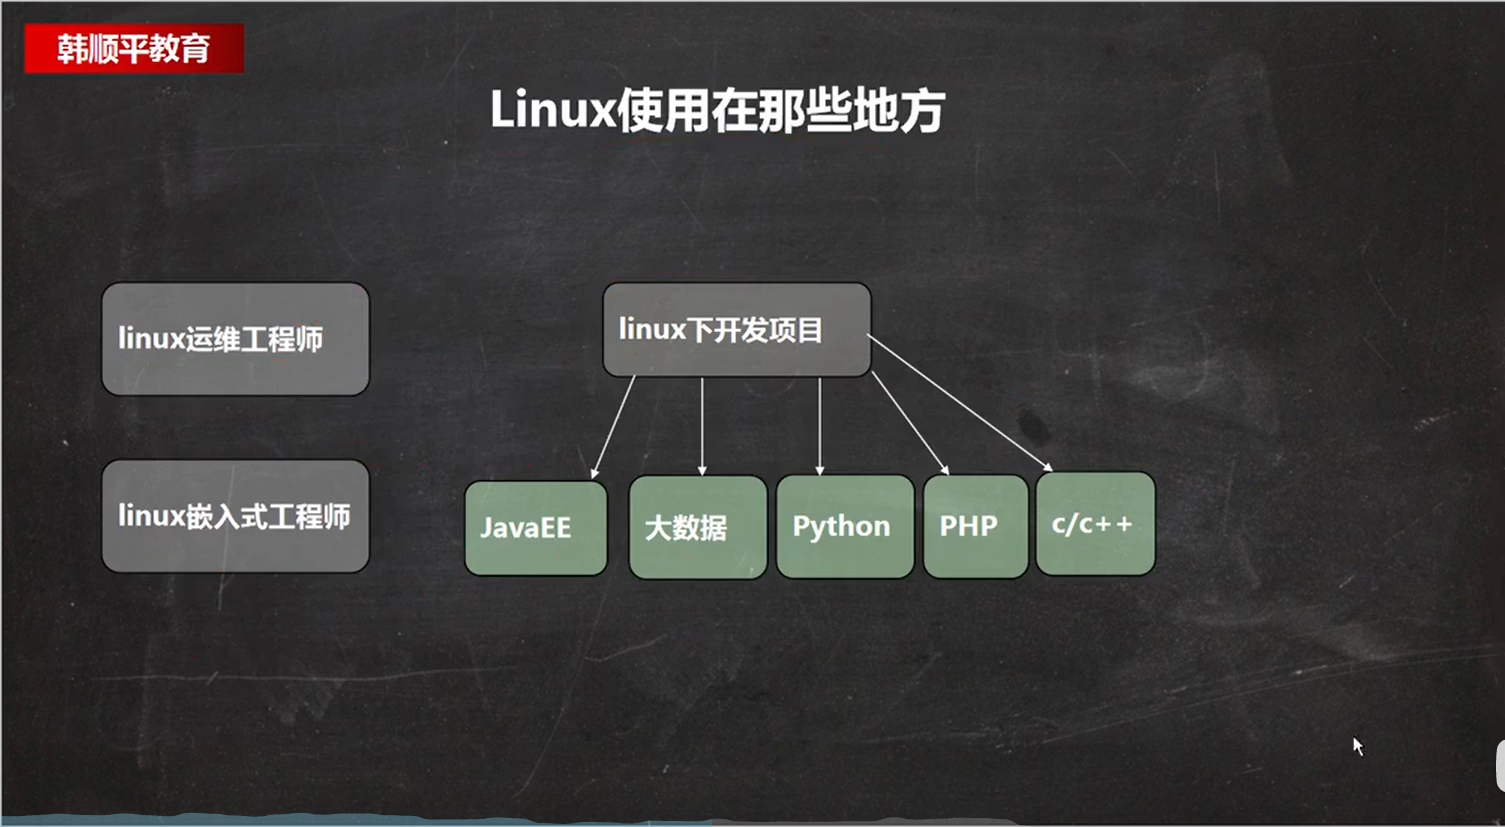 韩顺平教育
Linux使用在那些地方
linux运维工程师
linux下开发项目
linux嵌入式工程师
JavaEE
大数据
Python
PHP
c/c++